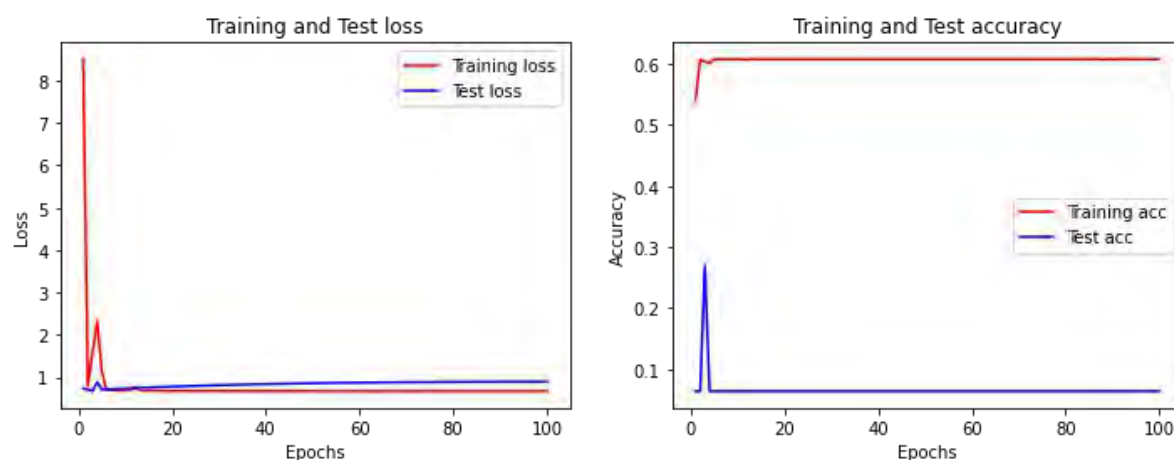 Training and Test loss
Training loss
Test loss
8
7
6
5
4
3
2
1
Loss
0
20
40
60
80
100
Epochs
Training and Test accuracy
0.6
0.5
0.4
0.3
0.2
0.1
Accuracy
Training acc
Test acc
0
20
40
60
80
100
Epochs